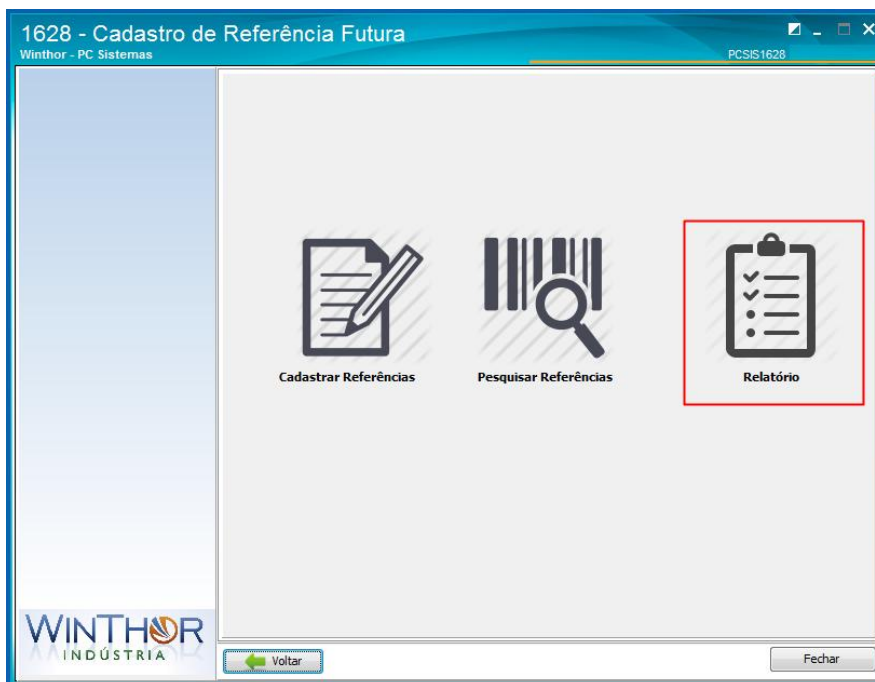 1628 - Cadastro de Referência Futura
Winthor - PC Sistemas
PCSIS1628
Cadastrar Referências
Pesquisar Referências
Relatório
WINTHOR
INDÚSTRIA
Voltar
Fechar